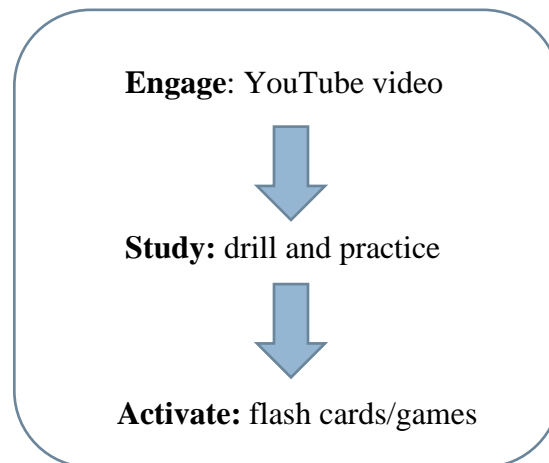 Engage: YouTube video
Study: drill and practice
Activate: flash cards/games